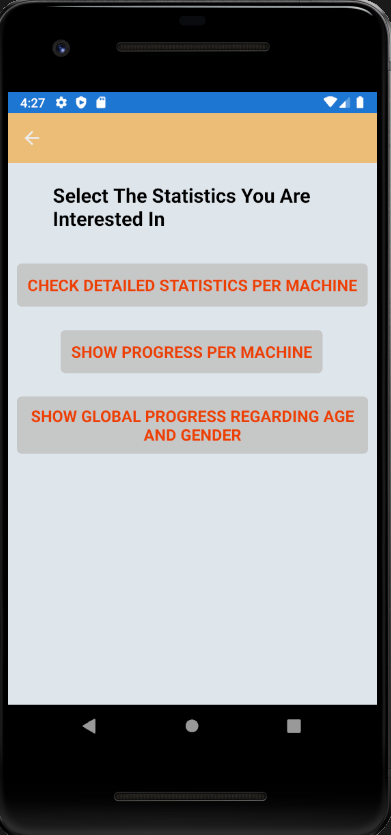 4:27
Select The Statistics You Are
Interested In
CHECK DETAILED STATISTICS PER MACHINE
SHOW PROGRESS PER MACHINE
SHOW GLOBAL PROGRESS REGARDING AGE
AND GENDER